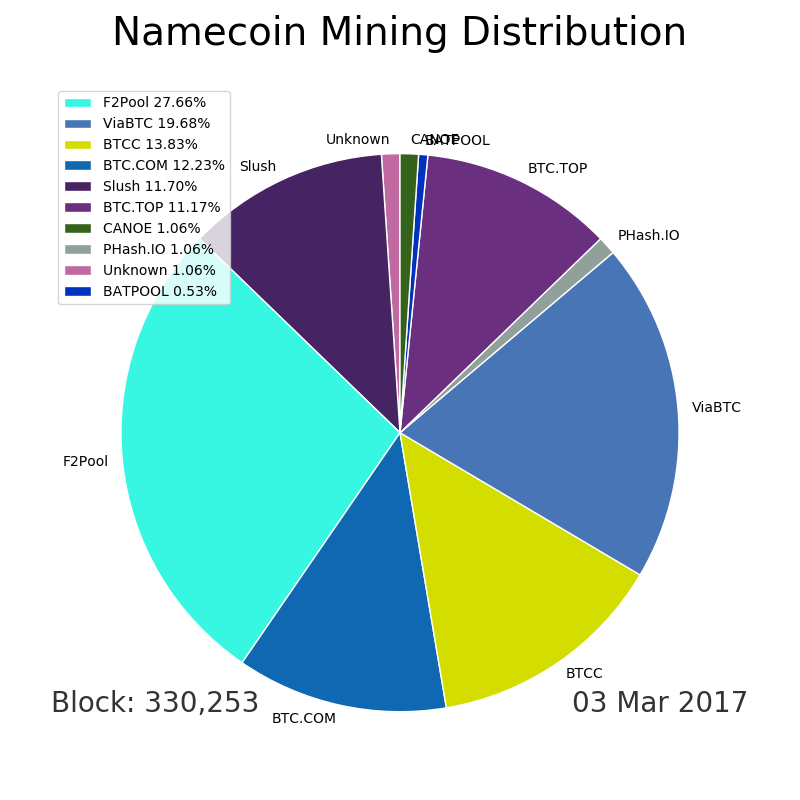 Namecoin Mining Distribution
F2Pool 27.66%
ViaBTC 19.68%
BTCC 13.83%
BTC.COM 12.23%
Slush 11.70%
BTC.TOP 11.17%
CANOE 1.06%
PHash.IO 1.06%
Unknown 1.06%
BATPOOL 0.53%
Unknown
CANOE
BATPOOL
Slush
BTC.TOP
PHash.IO
ViaBTC
F2Pool
BTCC
BTC.COM
Block: 330,253
03 Mar 2017